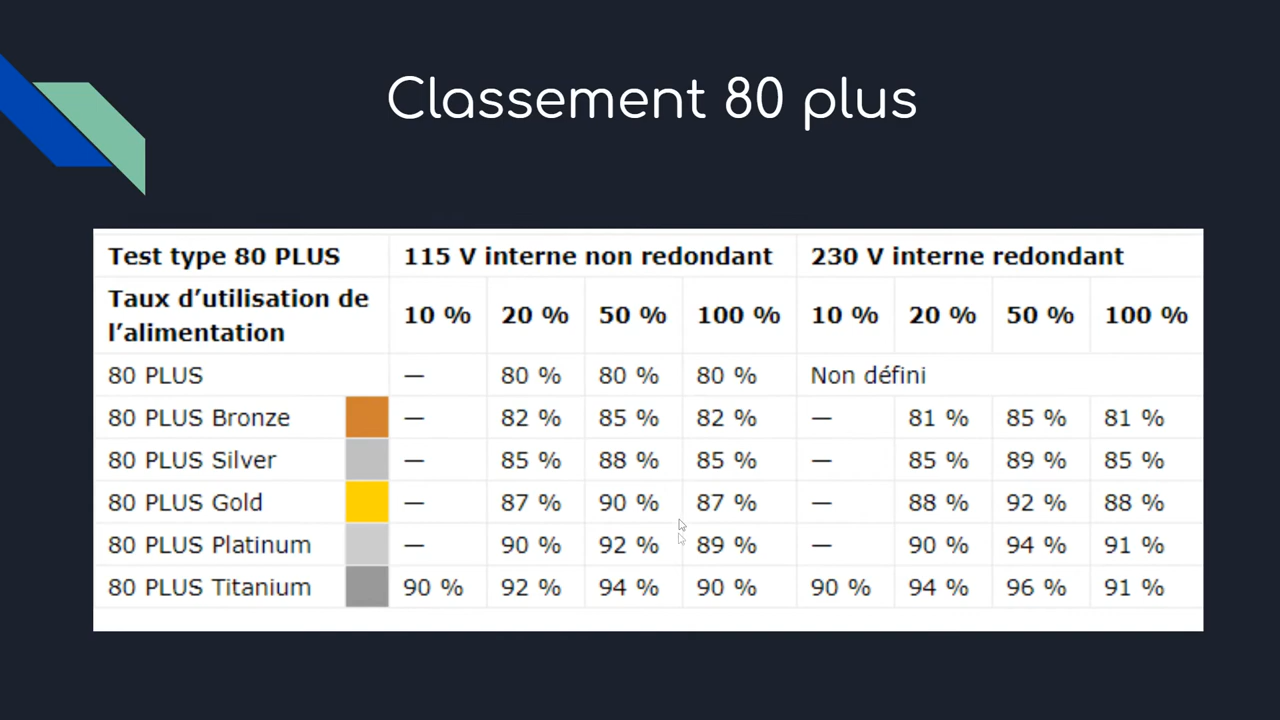 Classement 80 plus
Test type 80 PLUS 115 V interne non redondant 230 V interne redondant
Taux d’utilisation de
l’alimentation 10 % 20 % 50 % 100 % 10 % 20 % 50 % 100 %
80 PLUS — 80 % 80 % 80 % Non défini
80 PLUS Bronze — 82 % 85 % 82 % — 81 % 85 % 81 %
80 PLUS Silver — 85 % 88 % 85 % — 85 % 89 % 85 %
80 PLUS Gold — 87 % 90 % 87 % — 88 % 92 % 88 %
80 PLUS Platinum — 90 % 92 % 89 % — 90 % 94 % 91 %
80 PLUS Titanium 90 % 92 % 94 % 90 % 90 % 94 % 96 % 91 %